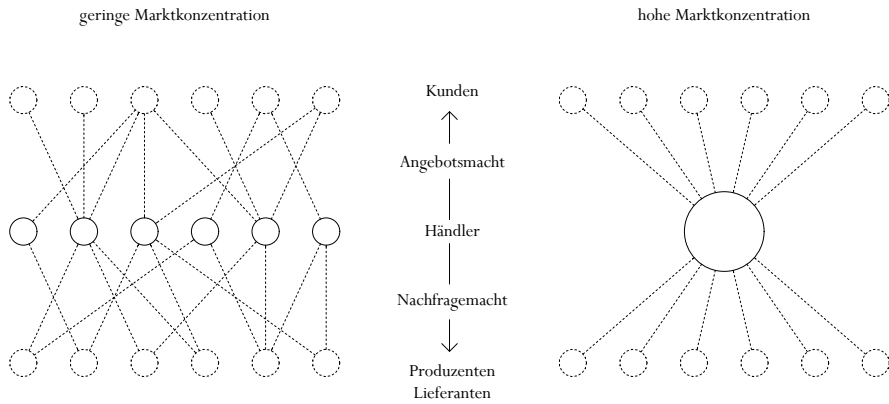 geringe Marktkonzentration
hohe Marktkonzentration
Kunden
Angebotsmacht
Händler
Nachfragemacht
Produzenten
Lieferanten